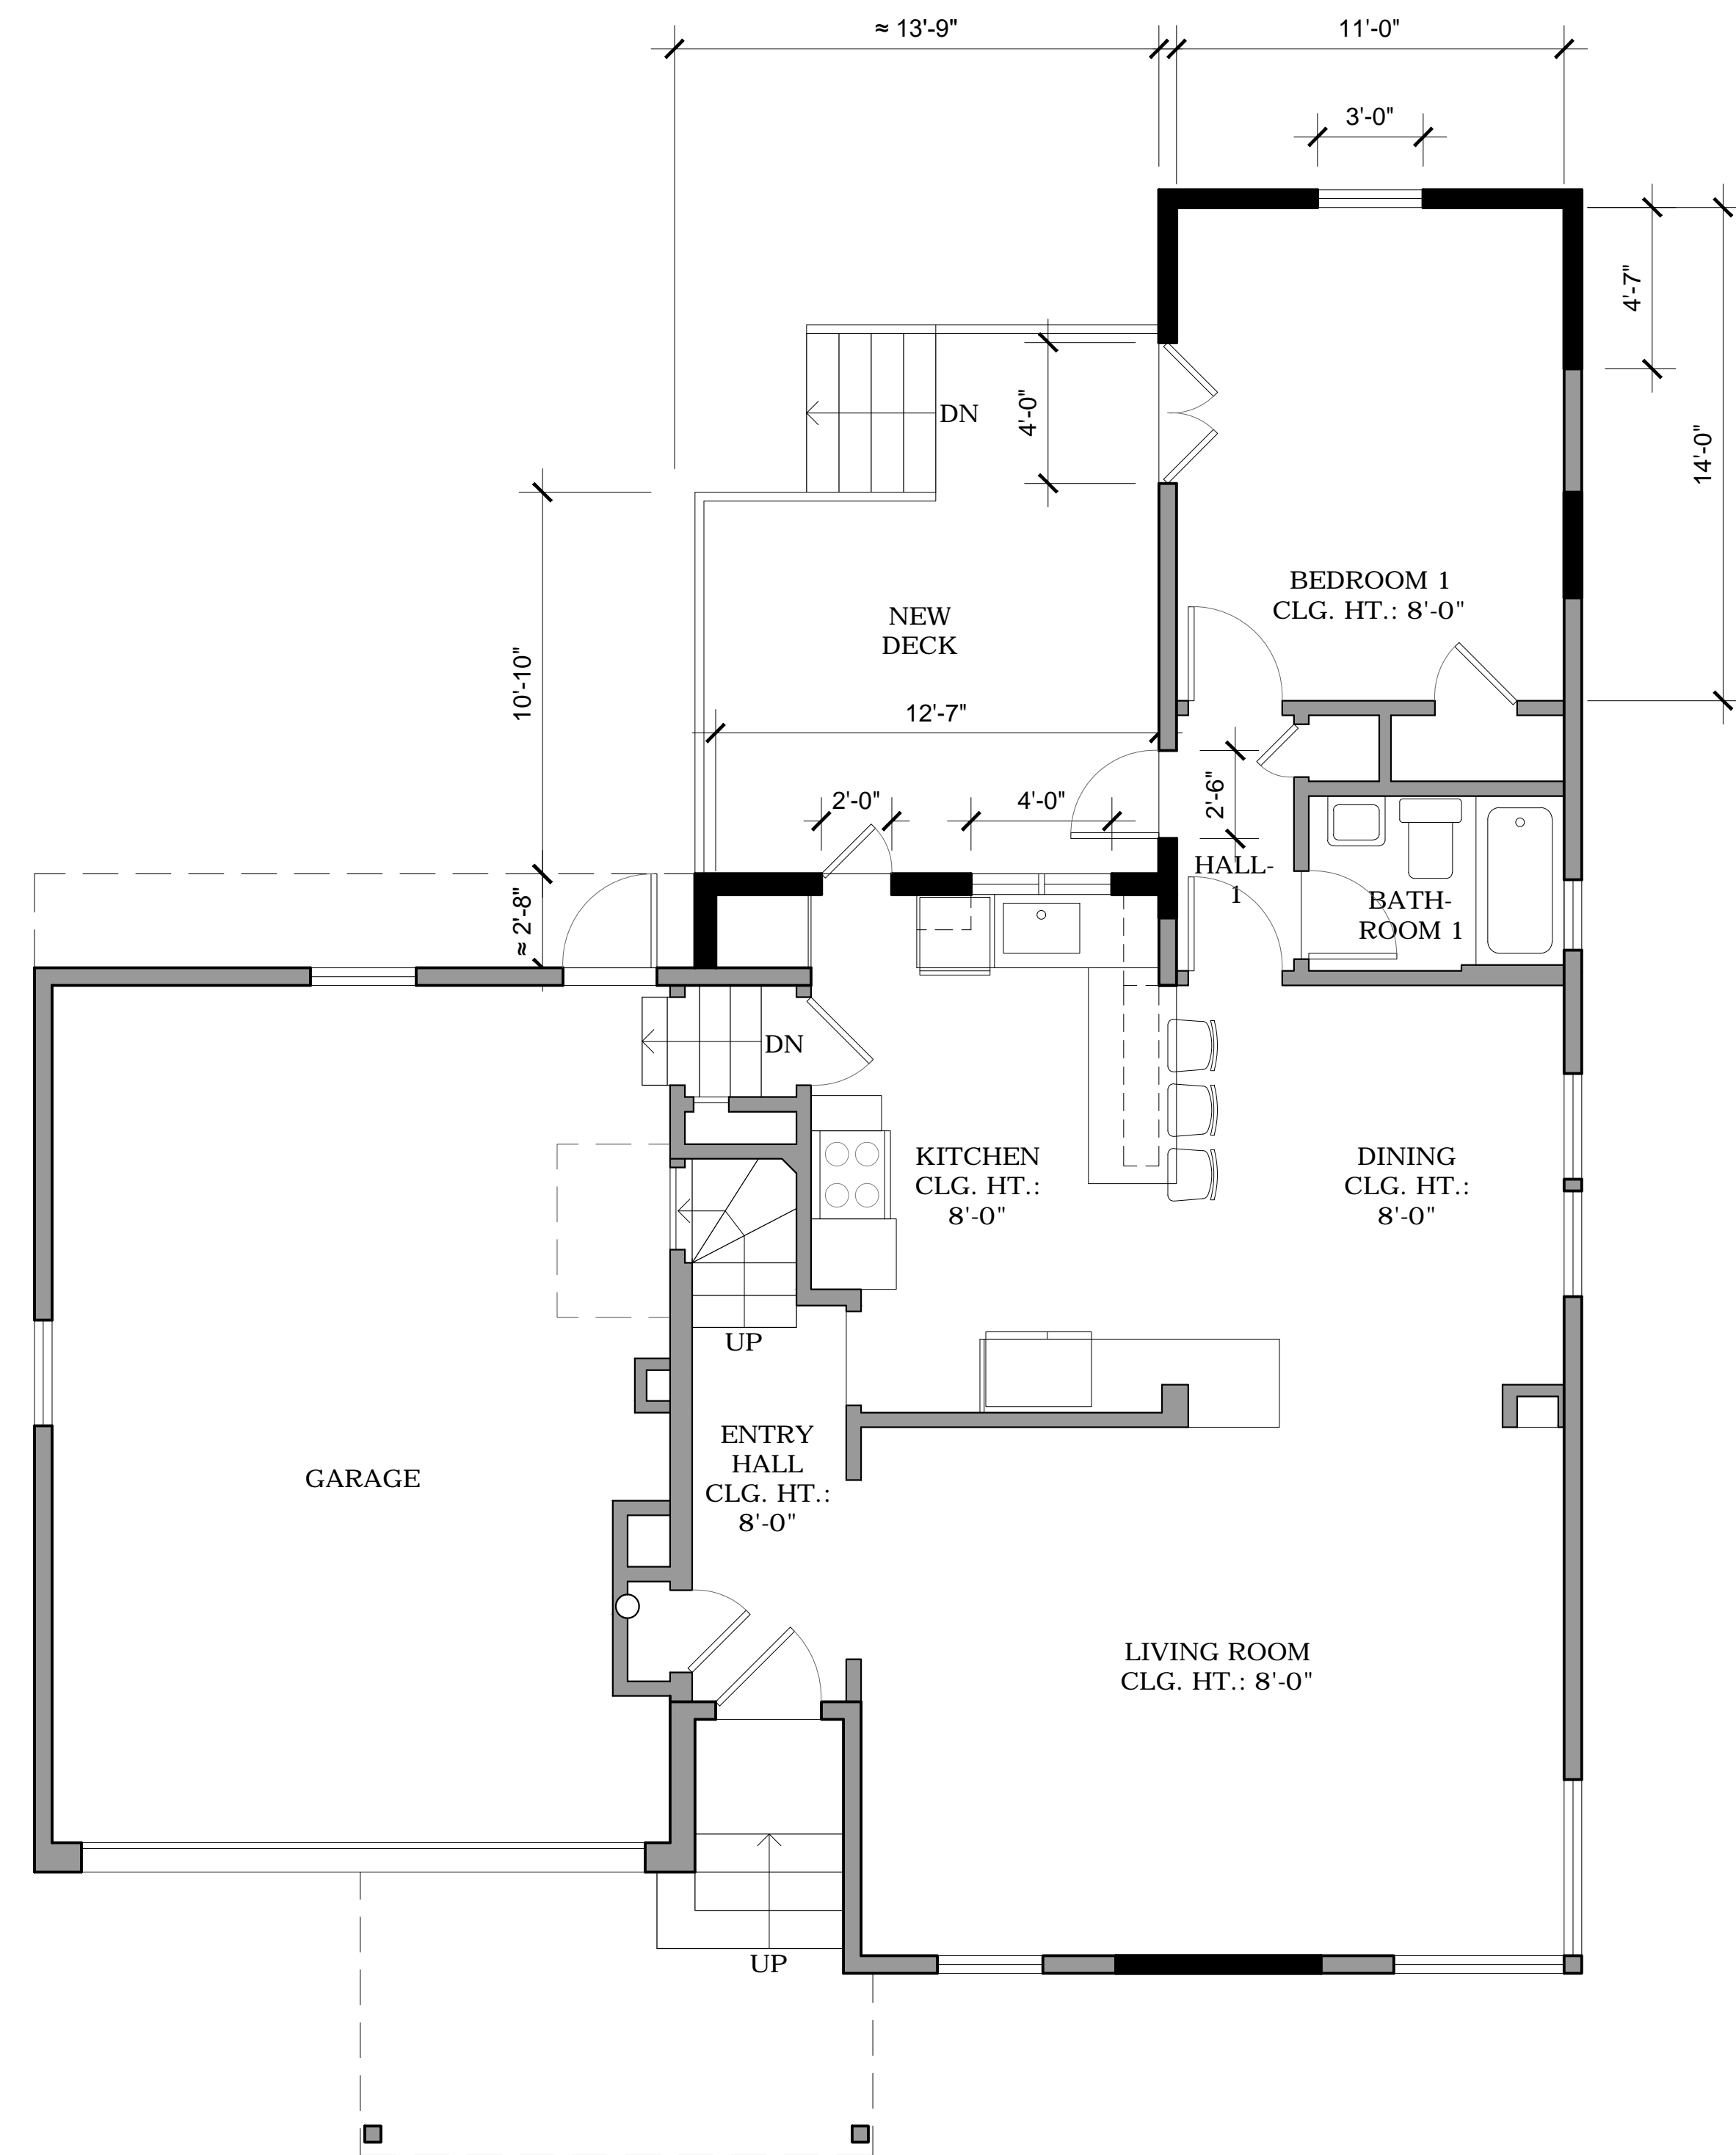 ≈ 13'-9"
11'-0"
3'-0"
4'-7"
14'-0"
4'-0"
DN
BEDROOM 1
CLG. HT.: 8'-0"
NEW
DECK
10'-10"
12'-7"
2'-0"
4'-0"
2'-6"
HALL-
1
BATH-
ROOM 1
≈ 2'-8"
DN
KITCHEN
CLG. HT.:
8'-0"
DINING
CLG. HT.:
8'-0"
UP
ENTRY
HALL
CLG. HT.:
8'-0"
GARAGE
LIVING ROOM
CLG. HT.: 8'-0"
UP